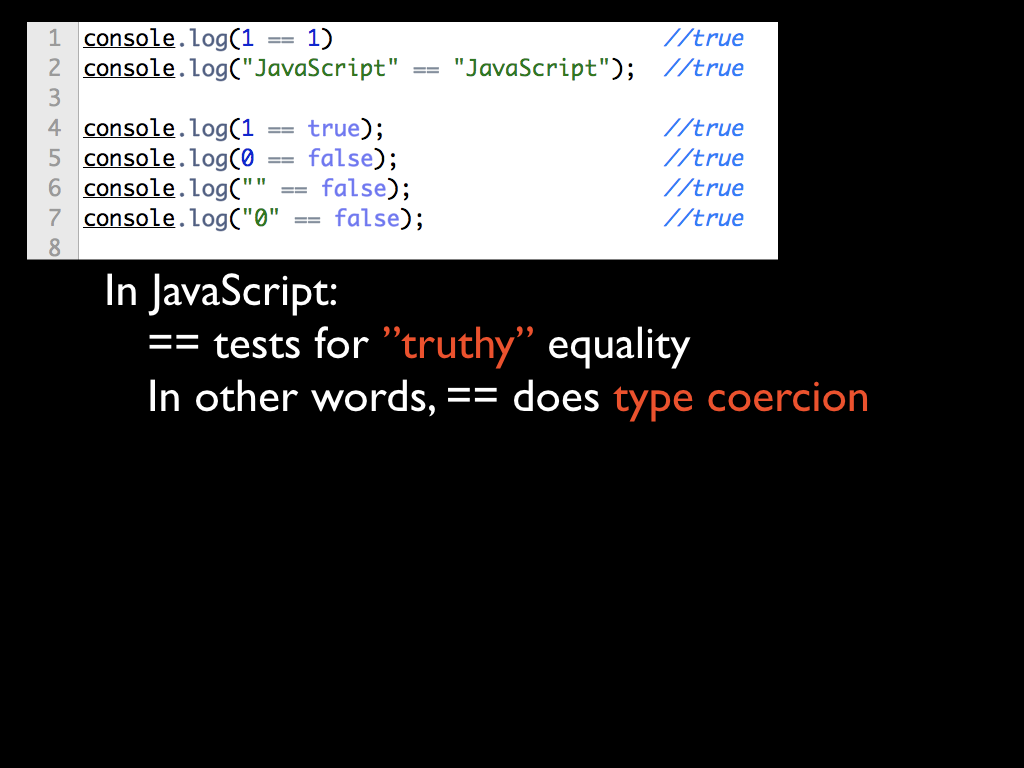 1 console.log(1 == 1) //true
2 console.log("JavaScript" == "JavaScript"); //true
3
4 console.log(1 == true); //true
5 console.log(0 == false); //true
6 console.log("" == false); //true
7 console.log("0" == false); //true
8
In JavaScript:
== tests for ”truthy” equality
In other words, == does type coercion